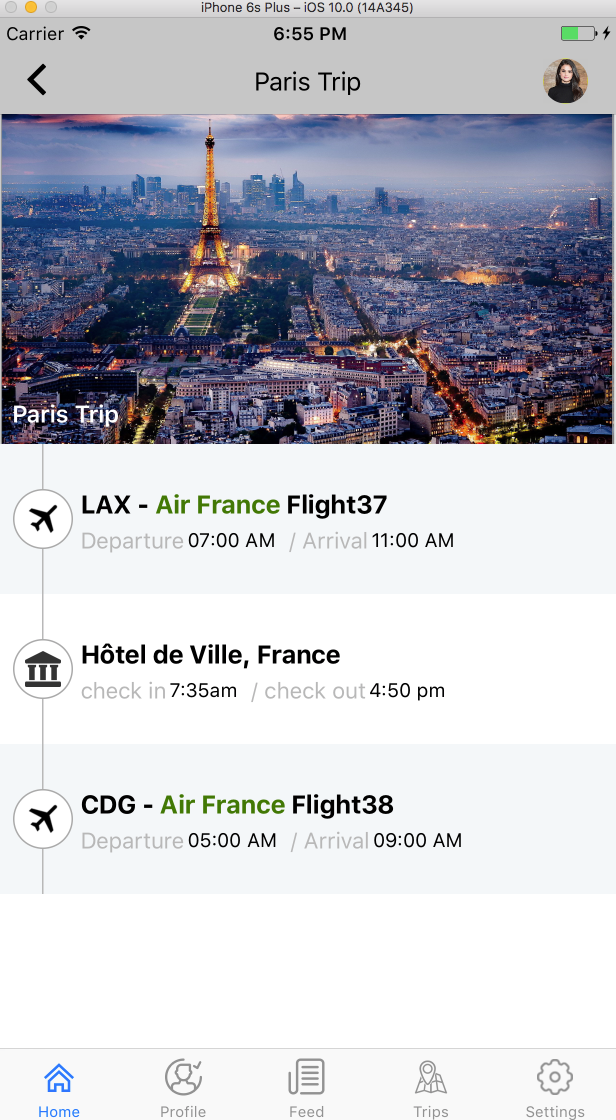 iPhone 6s Plus – iOS 10.0 (14A345)
Carrier 6:55 PM
Paris Trip
Paris Trip
LAX - Air France Flight37
Departure 07:00 AM / Arrival 11:00 AM
Hôtel de Ville, France
check in 7:35am / check out 4:50 pm
CDG - Air France Flight38
Departure 05:00 AM / Arrival 09:00 AM
Home Profile Feed Trips Settings